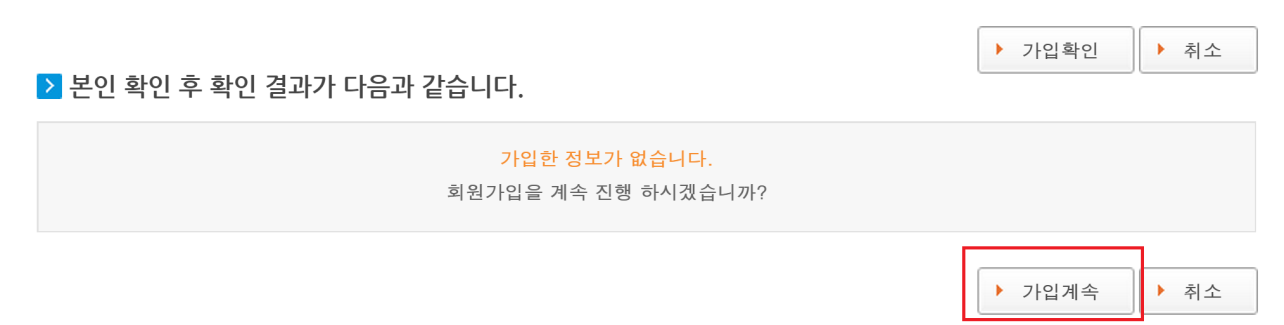 가입확인 취소
본인 확인 후 확인 결과가 다음과 같습니다.
가입한 정보가 없습니다.
회원가입을 계속 진행 하시겠습니까?
가입계속 취소